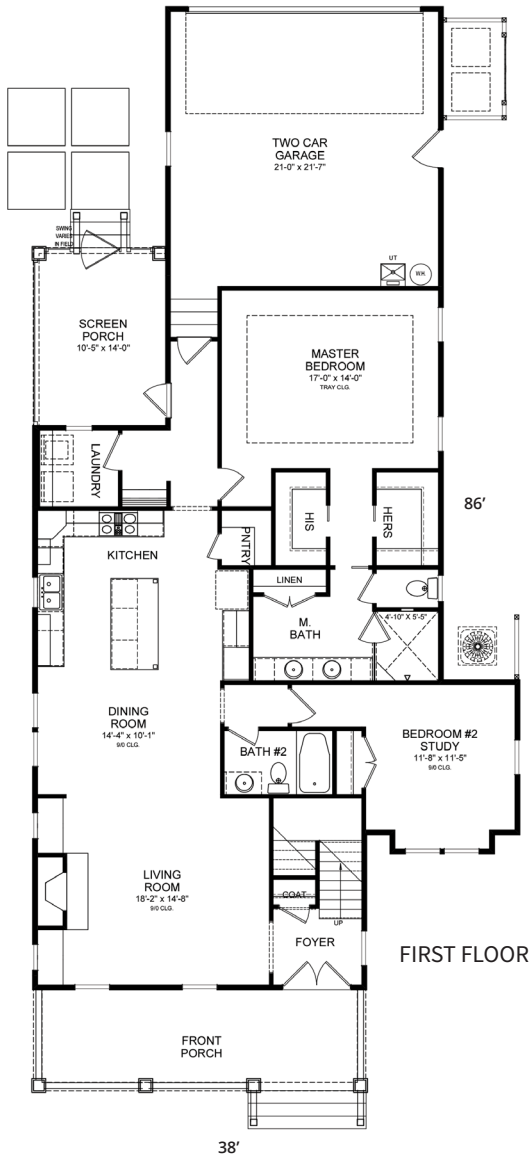 TWO CAR
GARAGE
21'-0" x 21'-7"
UT
W.H.
SWING
VARIED
IN FIELD
SCREEN
PORCH
10'-5" x 14'-0"
MASTER
BEDROOM
17'-0" x 14'-0"
TRAY CLG.
LAUNDRY
HIS
HERS
86'
KITCHEN
PNTRY
LINEN
M.
BATH
4'-10" X 5'-5"
DINING
ROOM
14'-4" x 10'-1"
9/0 CLG.
BATH #2
BEDROOM #2
STUDY
11'-8" x 11'-5"
9/0 CLG.
LIVING
ROOM
18'-2" x 14'-8"
9/0 CLG.
COAT
UP
FOYER
FIRST FLOOR
FRONT
PORCH
38'